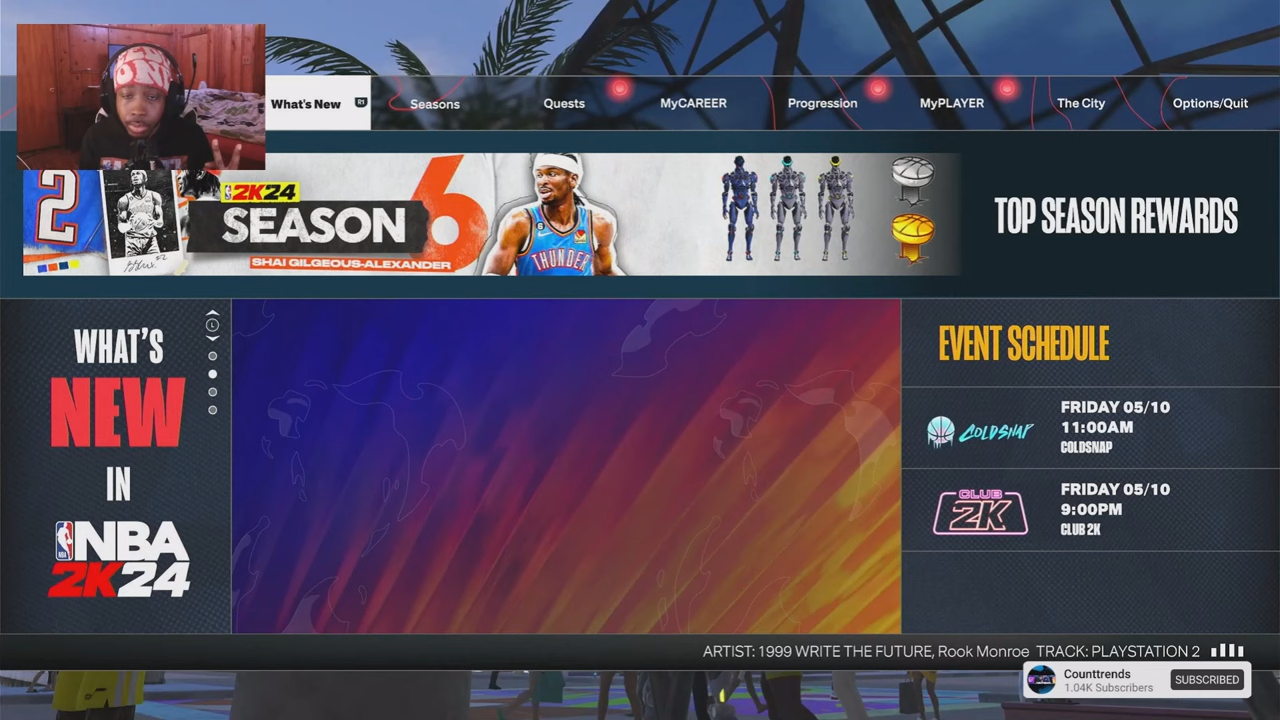 What's New
R1
Seasons
Quests
MyCAREER
Progression
MyPLAYER
The City
Options/Quit
2
2K24
SEASON 6
SHAI GILGEOUS-ALEXANDER
6
THUNDER
TOP SEASON REWARDS
WHAT'S
NEW
IN
NBA
2K24
L
EVENT SCHEDULE
COLDSNAP
FRIDAY 05/10
11:00AM
COLDSNAP
CLUB
2K
FRIDAY 05/10
9:00PM
CLUB 2K
ARTIST: 1999 WRITE THE FUTURE, Rook Monroe TRACK: PLAYSTATION 2
Counttrends
1.04K Subscribers
SUBSCRIBED